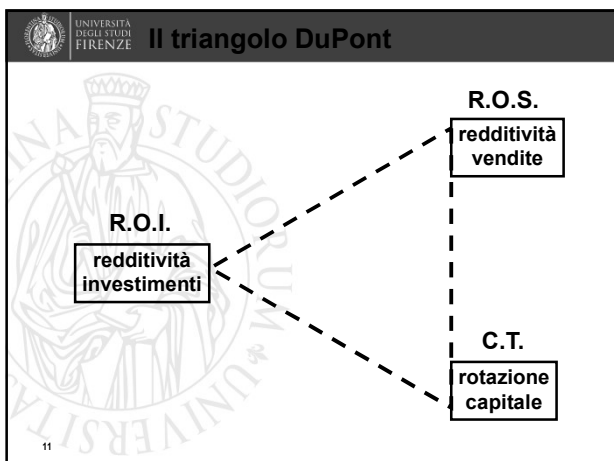 UNIVERSITÀ
DEGLI STUDI
FIRENZE
Il triangolo DuPont
R.O.S.
redditività
vendite
R.O.I.
redditività
investimenti
C.T.
rotazione
capitale
11